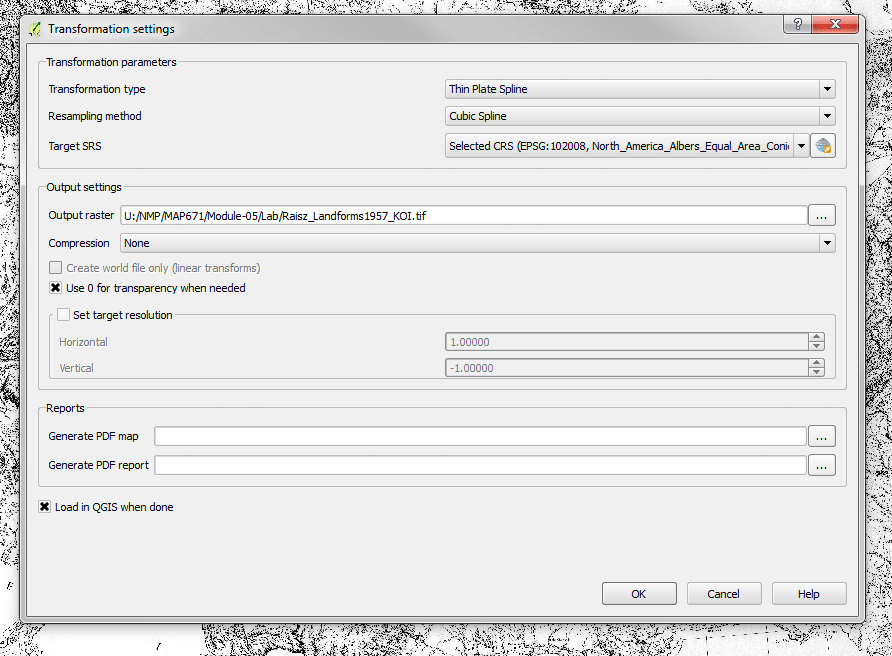 Transformation settings
Transformation parameters
Transformation type Thin Plate Spline
Resampling method Cubic Spline
Target SRS Selected CRS (EPSG:102008, North_America_Albers_Equal_Area_Coni
Output settings
Output raster U:/NMP/MAP671/Module-05/Lab/Raisz_Landforms1957_KOI.tif ...
Compression None
Create world file only (linear transforms)
Use 0 for transparency when needed
Set target resolution
Horizontal 1.00000
Vertical -1.00000
Reports
Generate PDF map ...
Generate PDF report ...
Load in QGIS when done
OK Cancel Help